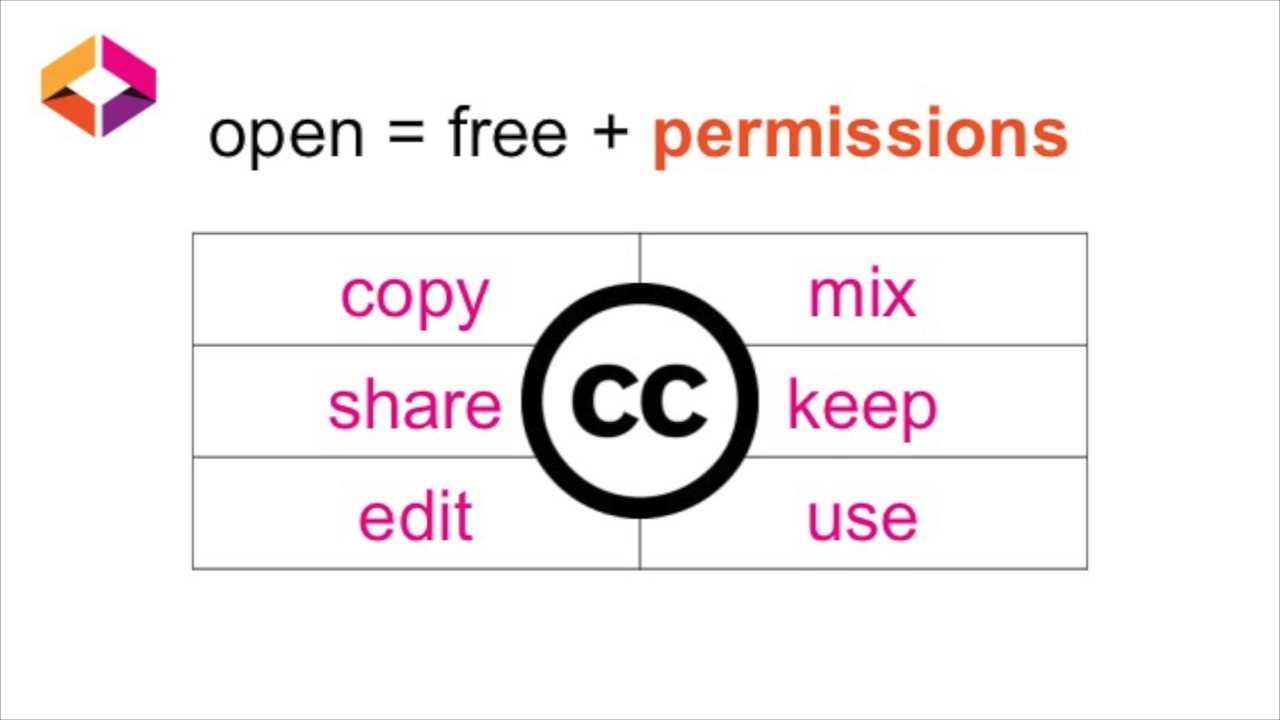 open = free + permissions
copy mix
share keep
edit use
cc